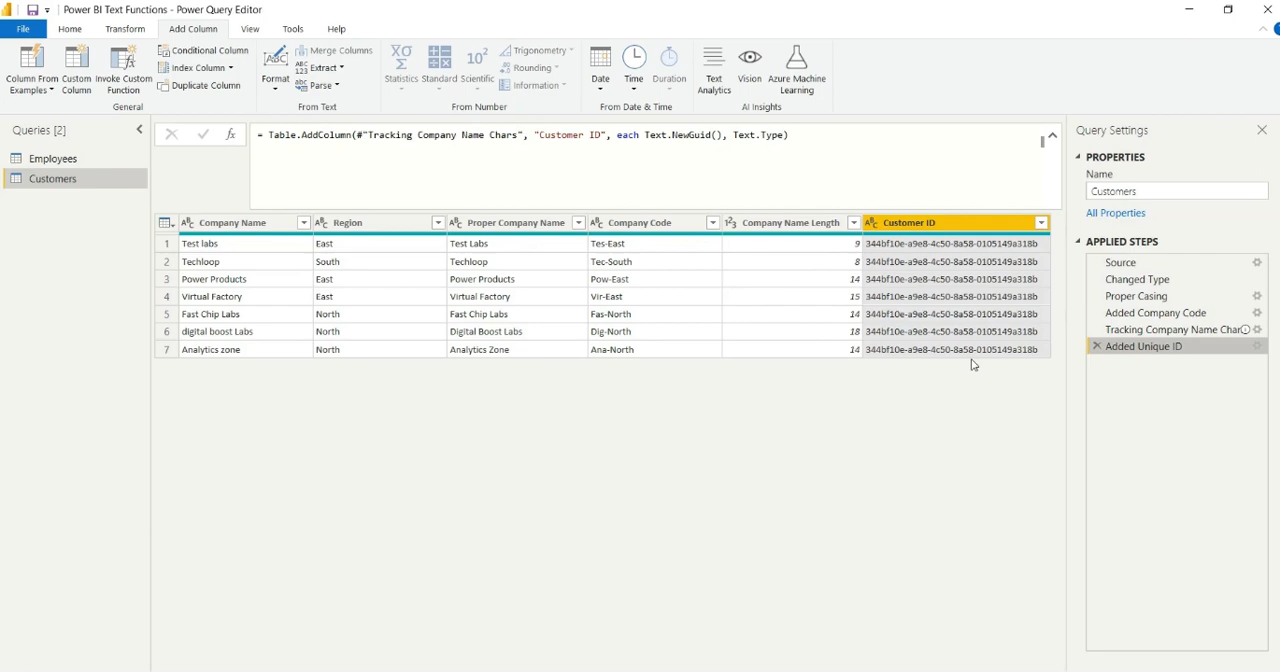 Power BI Text Functions - Power Query Editor
File Home Transform Add Column View Tools Help
Column From Examples Custom Column Invoke Custom Function
Conditional Column
Index Column
Duplicate Column
General
Format
Merge Columns
Extract
Parse
From Text
Statistics Standard Scientific
Trigonometry
Rounding
Information
From Number
Date Time Duration
From Date & Time
Text Analytics Vision Azure Machine Learning
AI Insights
Queries [2]
Employees
Customers
= Table.AddColumn(#"Tracking Company Name Chars", "Customer ID", each Text.NewGuid(), Text.Type)
Company Name Region Proper Company Name Company Code Company Name Length Customer ID
1 Test labs East Test Labs Tes-East 9 344bf10e-a9e8-4c50-8a58-0105149a318b
2 Techloop South Techloop Tec-South 8 344bf10e-a9e8-4c50-8a58-0105149a318b
3 Power Products East Power Products Pow-East 14 344bf10e-a9e8-4c50-8a58-0105149a318b
4 Virtual Factory East Virtual Factory Vir-East 15 344bf10e-a9e8-4c50-8a58-0105149a318b
5 Fast Chip Labs North Fast Chip Labs Fas-North 14 344bf10e-a9e8-4c50-8a58-0105149a318b
6 digital boost Labs North Digital Boost Labs Dig-North 18 344bf10e-a9e8-4c50-8a58-0105149a318b
7 Analytics zone North Analytics Zone Ana-North 14 344bf10e-a9e8-4c50-8a58-0105149a318b
Query Settings
PROPERTIES
Name
Customers
All Properties
APPLIED STEPS
Source
Changed Type
Proper Casing
Added Company Code
Tracking Company Name Char
Added Unique ID